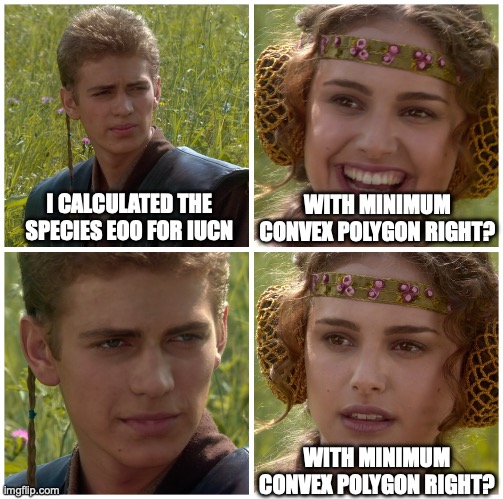 I CALCULATED THE
SPECIES EOO FOR IUCN
WITH MINIMUM
CONVEX POLYGON RIGHT?
WITH MINIMUM
CONVEX POLYGON RIGHT?
imgflip.com